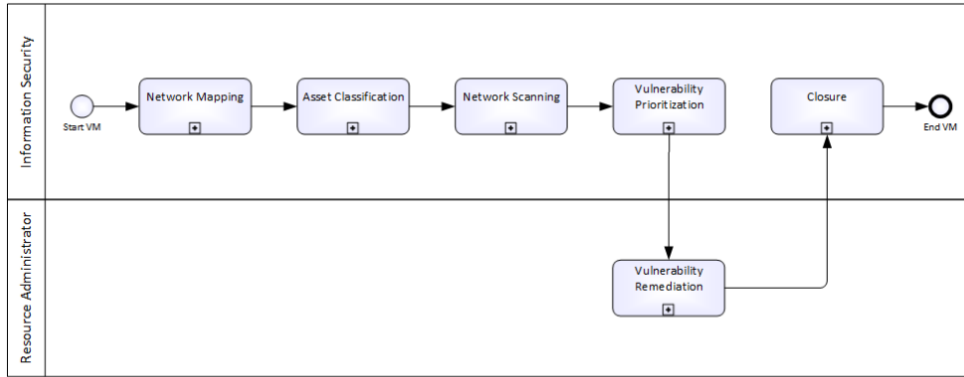 Information Security
Start VM
Network Mapping
Asset Classification
Network Scanning
Vulnerability
Prioritization
Closure
End VM
Resource Administrator
Vulnerability
Remediation